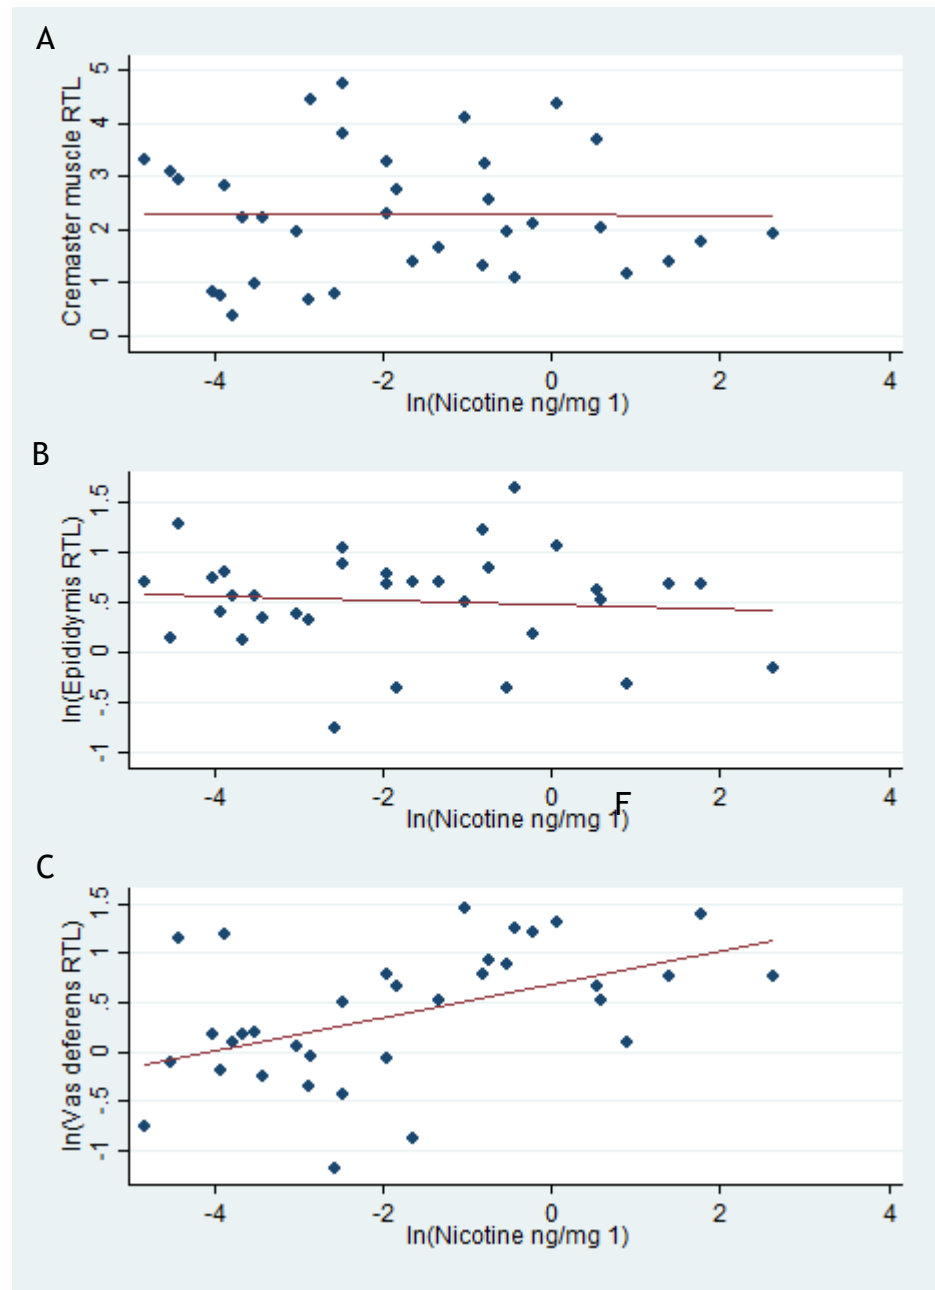 A
Cremaster muscle RTL
5
4
3
2
1
0
-4 -2 0 2 4
ln(Nicotine ng/mg 1)
B
ln(Epididymis RTL)
1.5
1
.5
0
-.5
-1
-4 -2 0 2 4
F
ln(Nicotine ng/mg 1)
C
ln(Vas deferens RTL)
1.5
1
.5
0
-.5
-1
-4 -2 0 2 4
ln(Nicotine ng/mg 1)